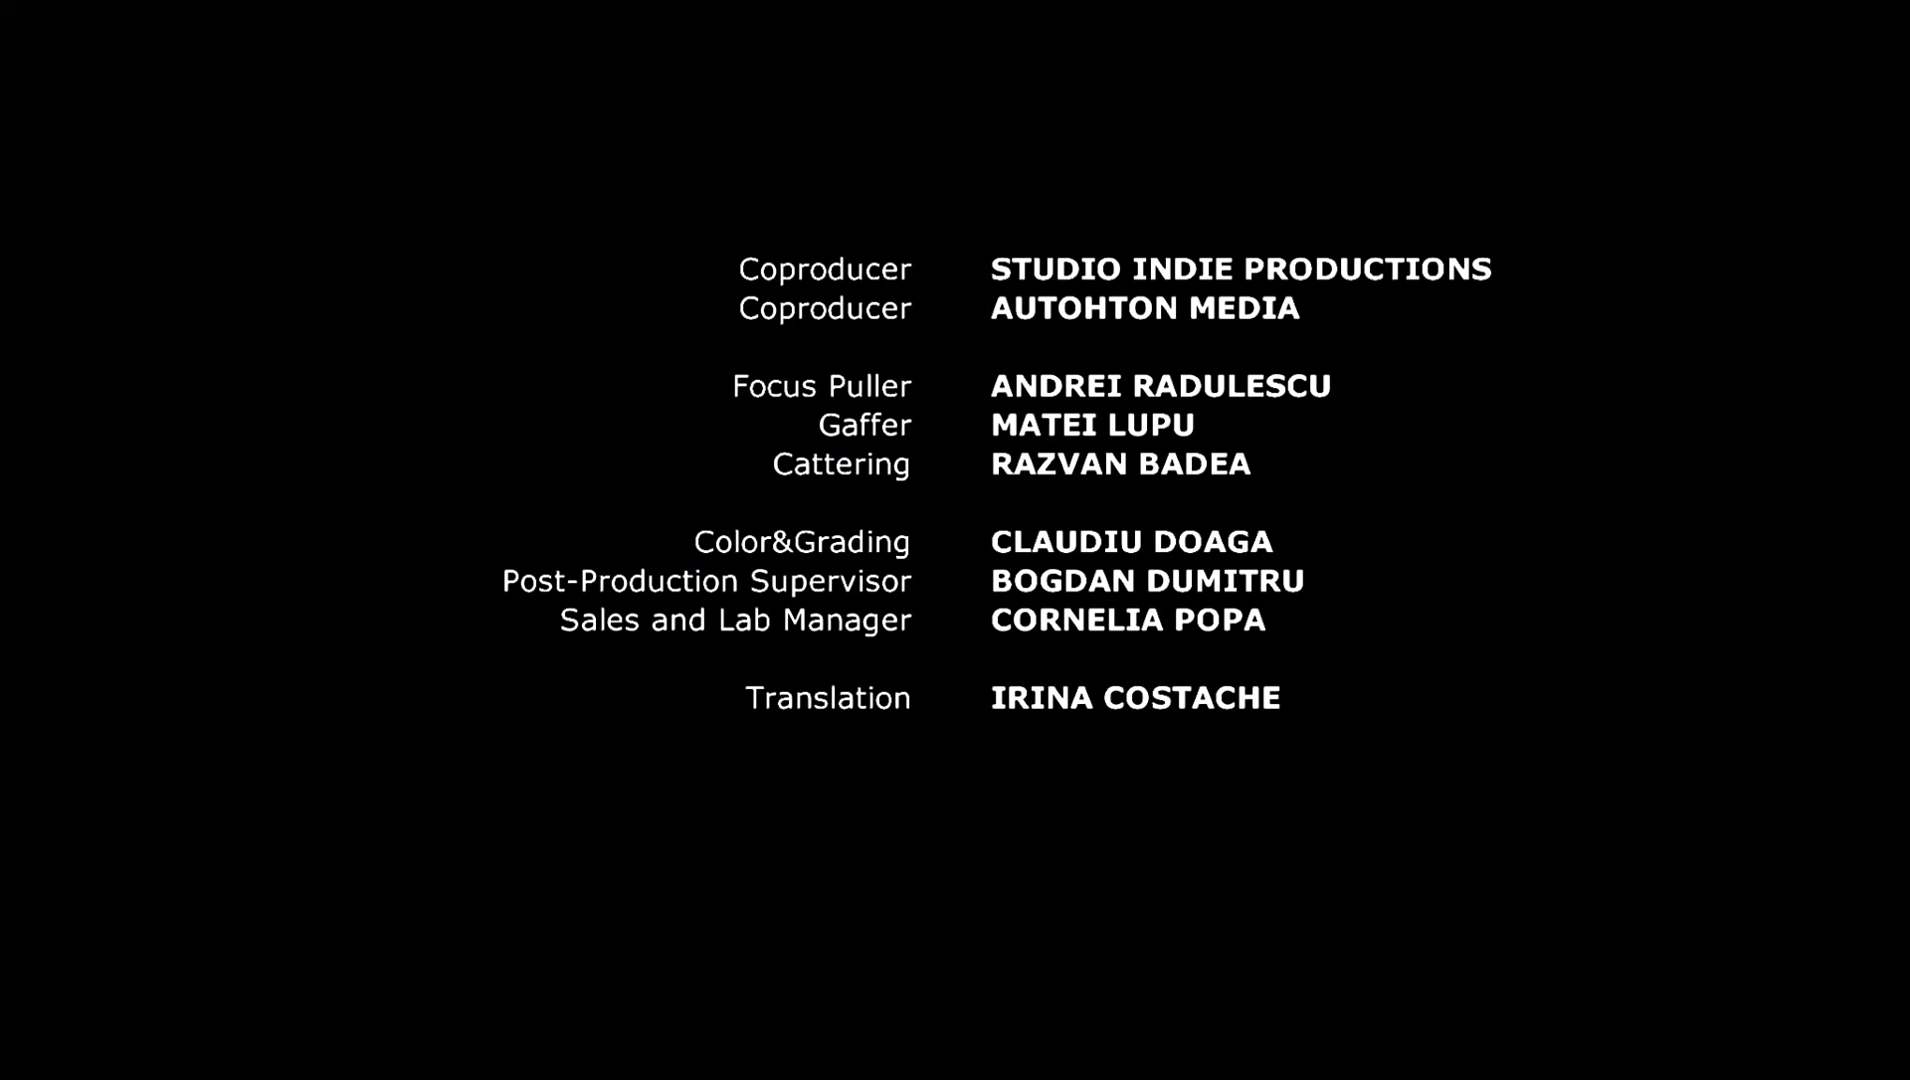 Coproducer STUDIO INDIE PRODUCTIONS
Coproducer AUTOHTON MEDIA
Focus Puller ANDREI RADULESCU
Gaffer MATEI LUPU
Cattering RAZVAN BADEA
Color&Grading CLAUDIU DOAGA
Post-Production Supervisor BOGDAN DUMITRU
Sales and Lab Manager CORNELIA POPA
Translation IRINA COSTACHE